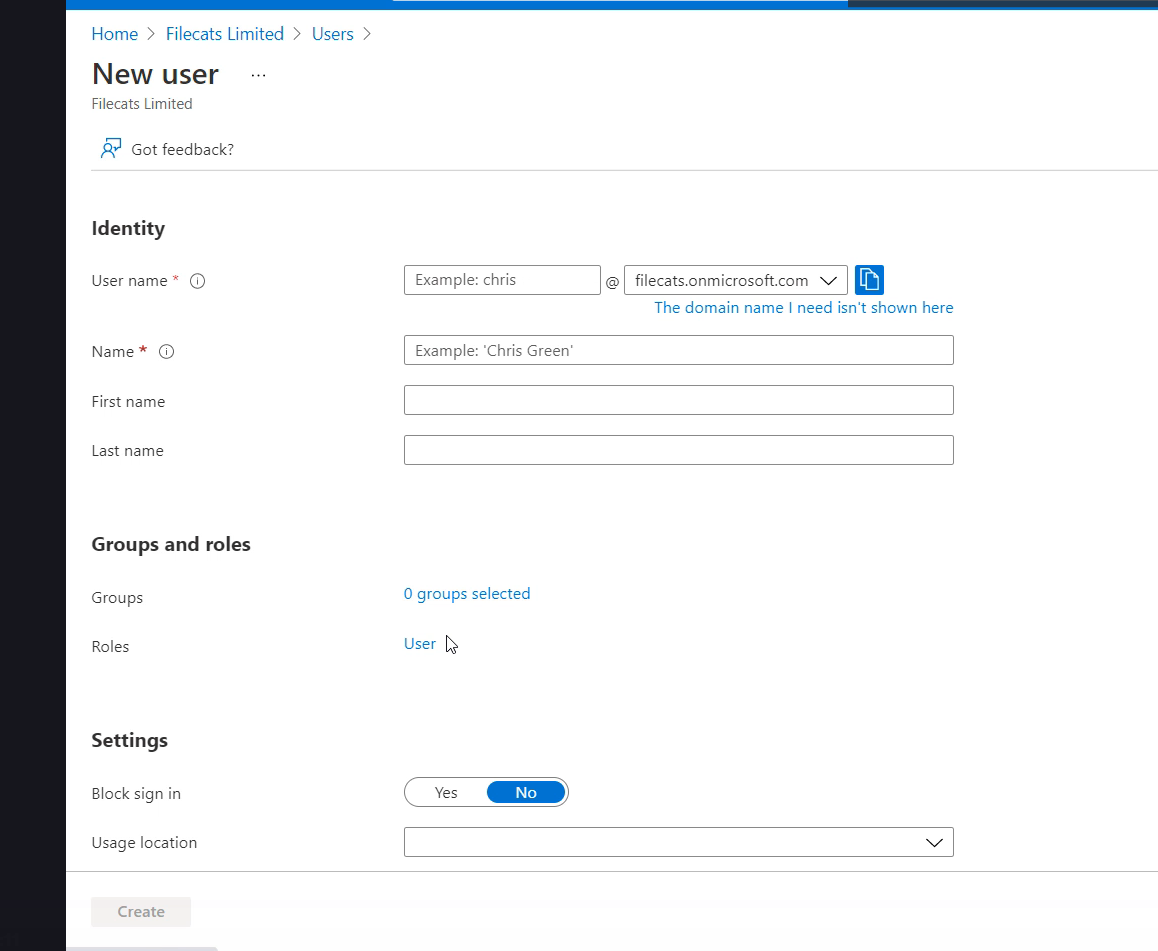 Home > Filecats Limited > Users >
New user ...
Filecats Limited
Got feedback?
Identity
User name * Example: chris @ filecats.onmicrosoft.com
The domain name I need isn't shown here
Name * Example: 'Chris Green'
First name
Last name
Groups and roles
Groups 0 groups selected
Roles User
Settings
Block sign in Yes No
Usage location
Create